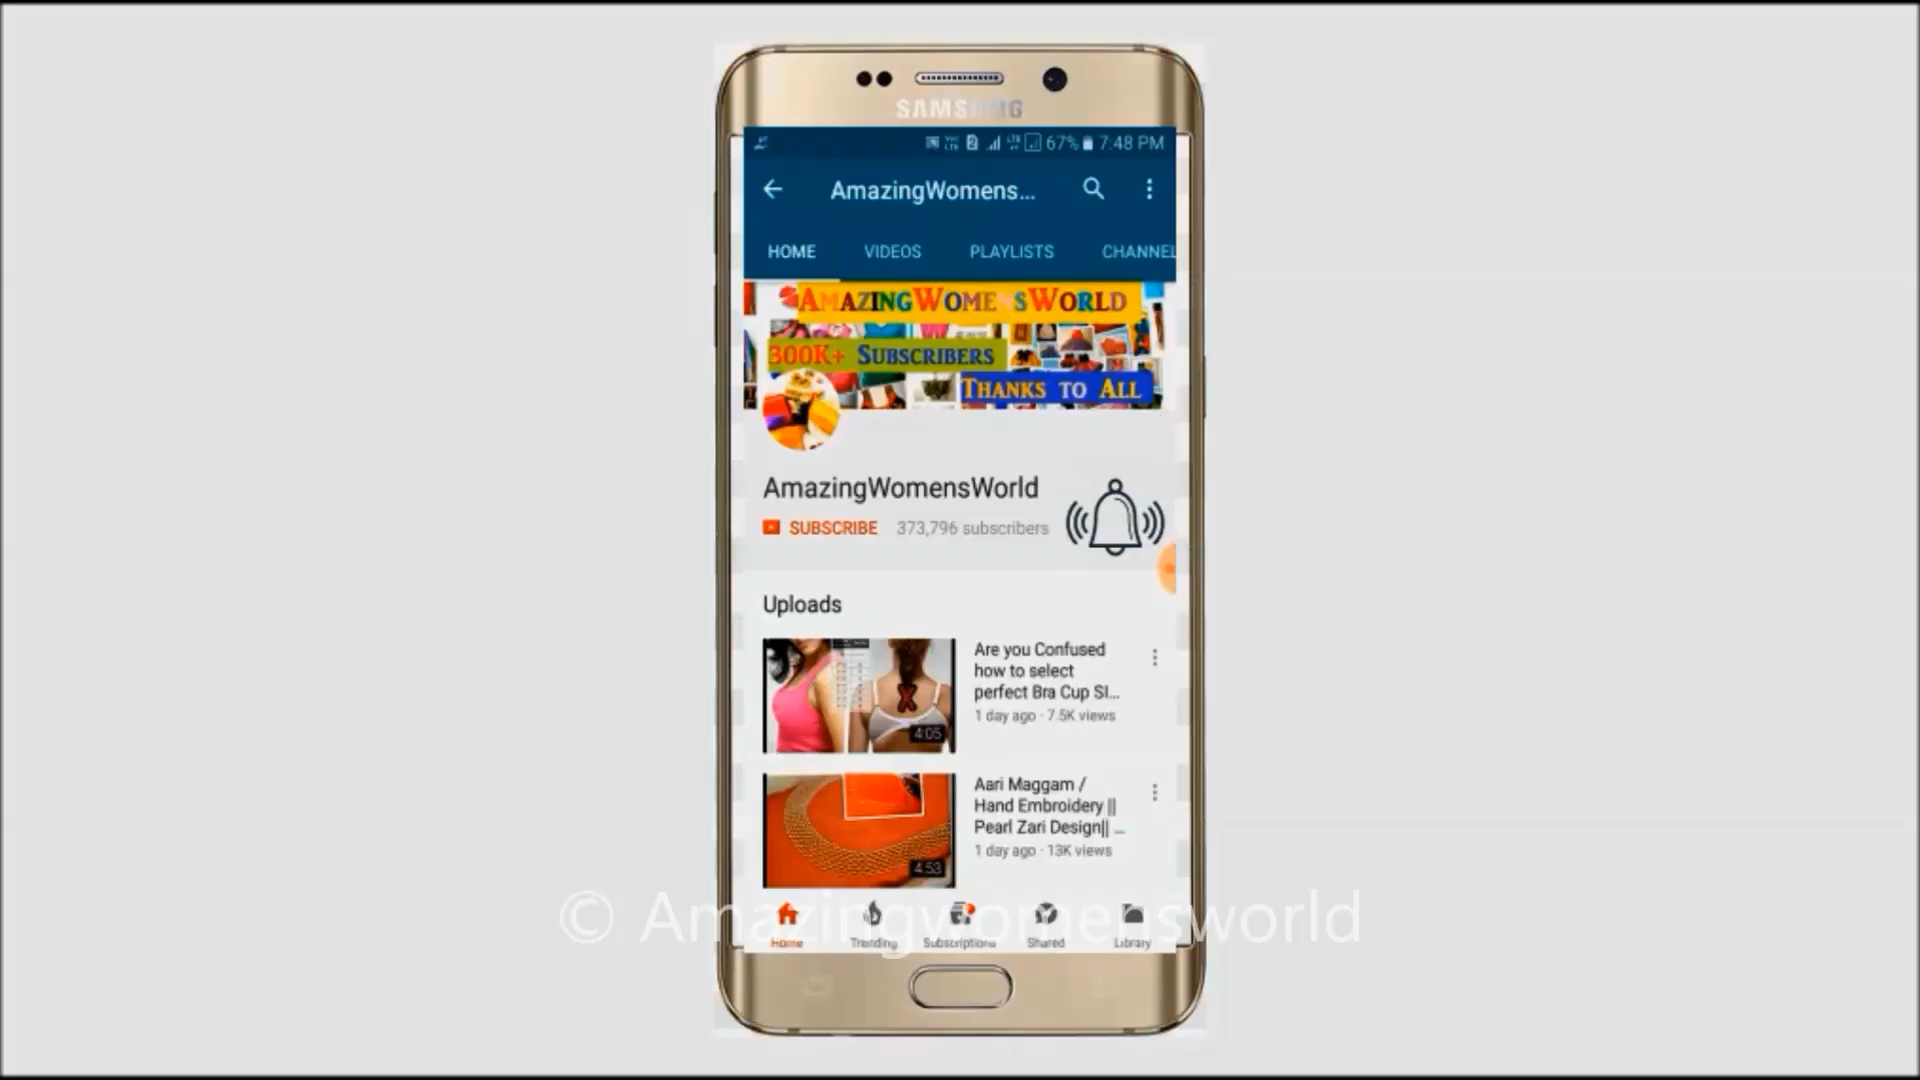 SAMSUNG
67% 7:48 PM
AmazingWomens...
HOME VIDEOS PLAYLISTS CHANNEL
AMAZINGWOMENSWORLD
300K+ SUBSCRIBERS
THANKS TO ALL
AmazingWomensWorld
SUBSCRIBE 373,796 subscribers
Uploads
Are you Confused
how to select
perfect Bra Cup SI...
1 day ago · 7.5K views
4:05
Aari Maggam /
Hand Embroidery ||
Pearl Zari Design|| ...
1 day ago · 13K views
4:53
© Amazingwomensworld
Home Trending Subscriptions Shared Library